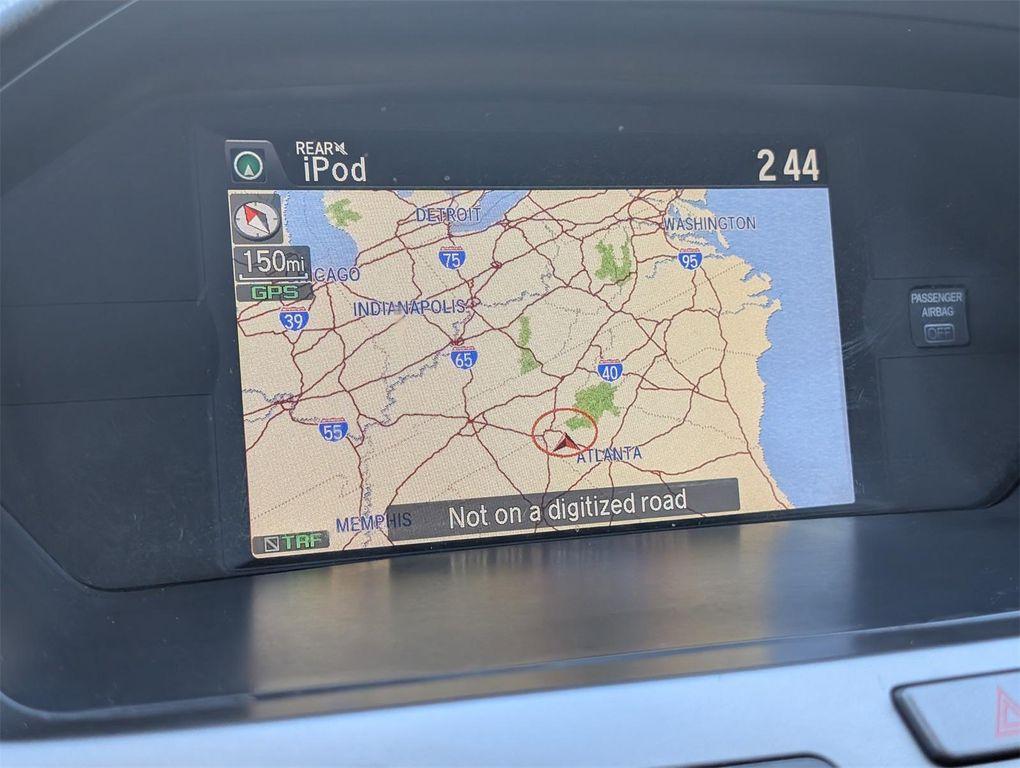 REAR
iPod
2 44
DETROIT
WASHINGTON
75
95
150mi
CAGO
GPS
INDIANAPOLIS
39
65
40
55
ATLANTA
MEMPHIS
Not on a digitized road
TRF
PASSENGER
AIRBAG
OFF